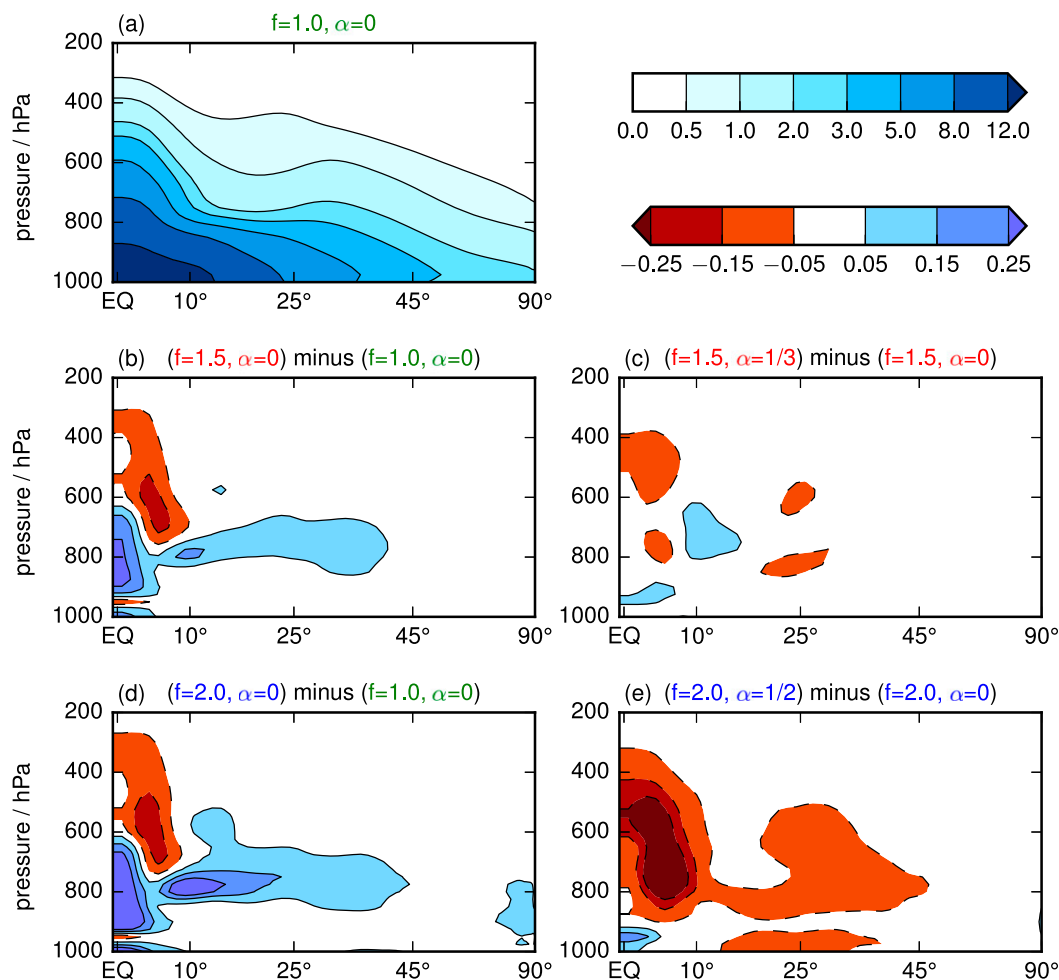 (a) f=1.0, α=0
200
400
600
800
1000
pressure / hPa
EQ 10° 25° 45° 90°
0.0 0.5 1.0 2.0 3.0 5.0 8.0 12.0
−0.25 −0.15 −0.05 0.05 0.15 0.25
(b) (f=1.5, α=0) minus (f=1.0, α=0)
200
400
600
800
1000
pressure / hPa
EQ 10° 25° 45° 90°
(c) (f=1.5, α=1/3) minus (f=1.5, α=0)
200
400
600
800
1000
EQ 10° 25° 45° 90°
(d) (f=2.0, α=0) minus (f=1.0, α=0)
200
400
600
800
1000
pressure / hPa
EQ 10° 25° 45° 90°
(e) (f=2.0, α=1/2) minus (f=2.0, α=0)
200
400
600
800
1000
EQ 10° 25° 45° 90°